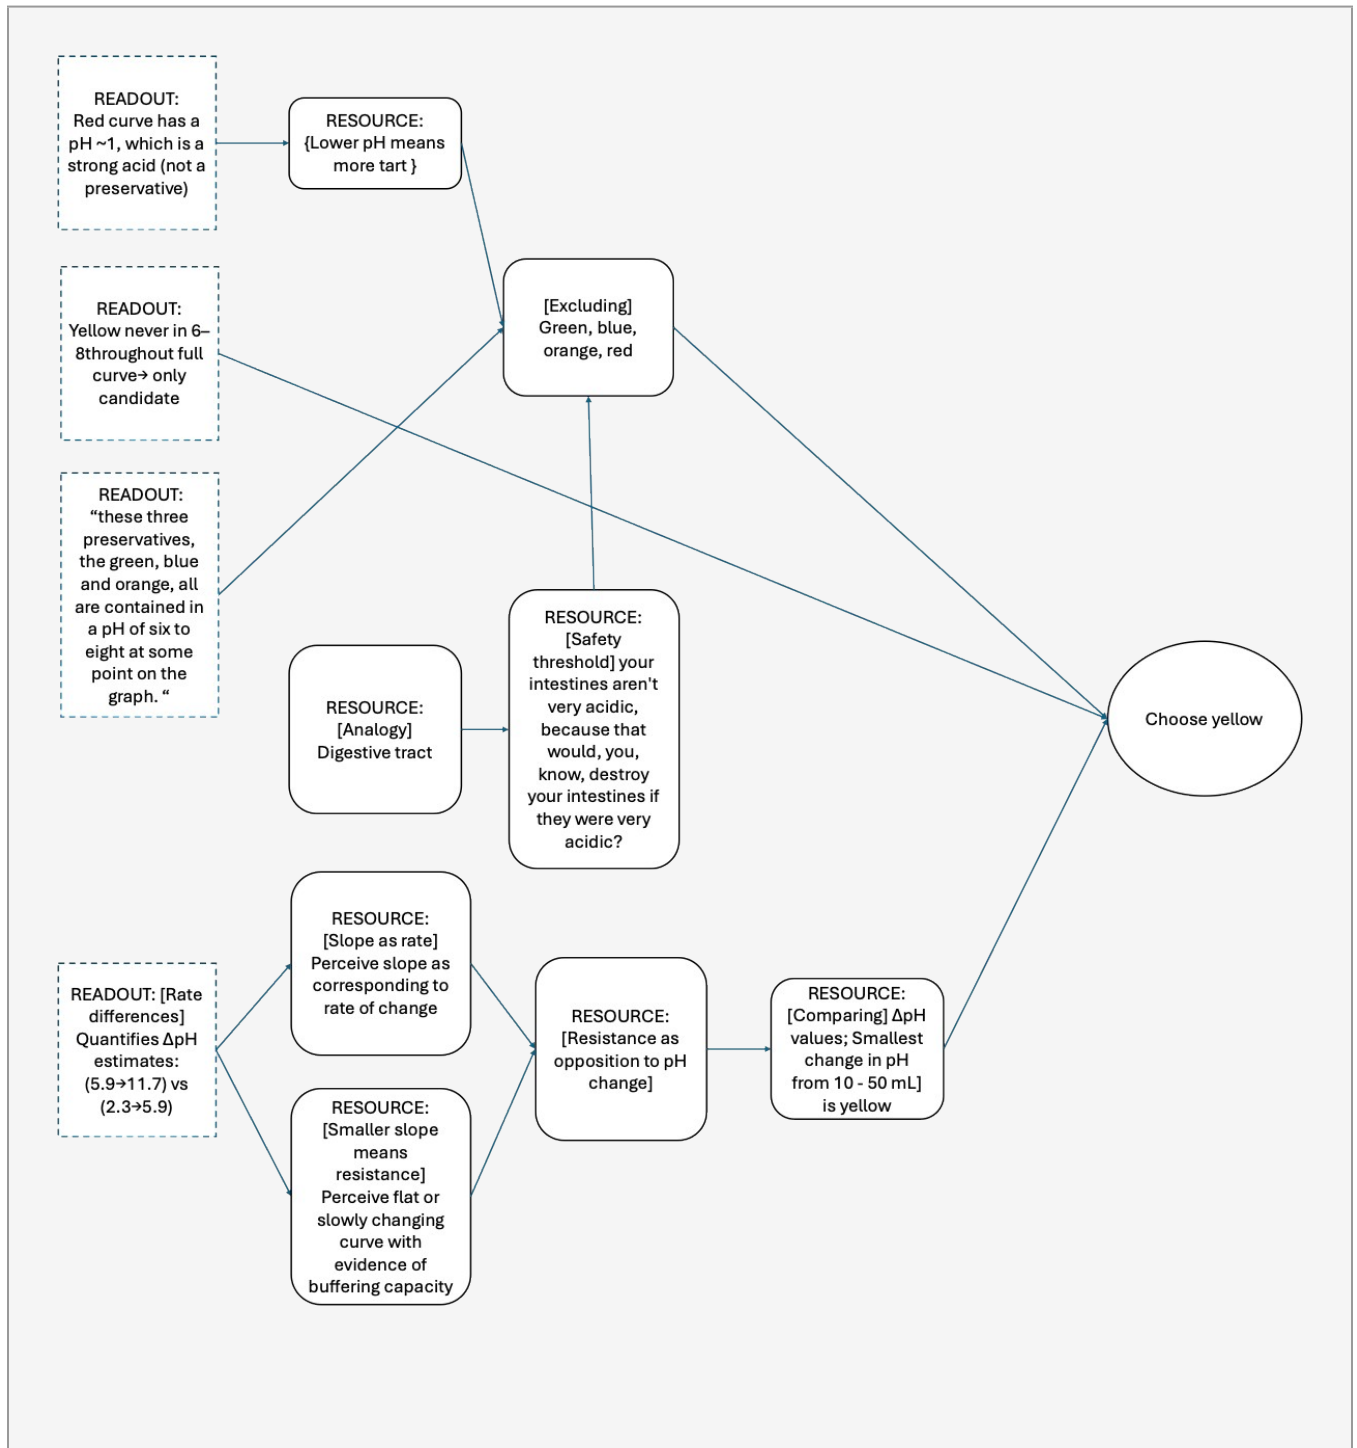 READOUT:
Red curve has a
pH ~1, which is a
strong acid (not a
preservative)
RESOURCE:
{Lower pH means
more tart }
READOUT:
Yellow never in 6–
8throughout full
curve→ only
candidate
[Excluding]
Green, blue,
orange, red
READOUT:
“these three
preservatives,
the green, blue
and orange, all
are contained in
a pH of six to
eight at some
point on the
graph. “
RESOURCE:
[Analogy]
Digestive tract
RESOURCE:
[Safety
threshold] your
intestines aren't
very acidic,
because that
would, you,
know, destroy
your intestines if
they were very
acidic?
Choose yellow
READOUT: [Rate
differences]
Quantifies ΔpH
estimates:
(5.9→11.7) vs
(2.3→5.9)
RESOURCE:
[Slope as rate]
Perceive slope as
corresponding to
rate of change
RESOURCE:
[Smaller slope
means
resistance]
Perceive flat or
slowly changing
curve with
evidence of
buffering capacity
RESOURCE:
[Resistance as
opposition to pH
change]
RESOURCE:
[Comparing] ΔpH
values; Smallest
change in pH
from 10 - 50 mL]
is yellow